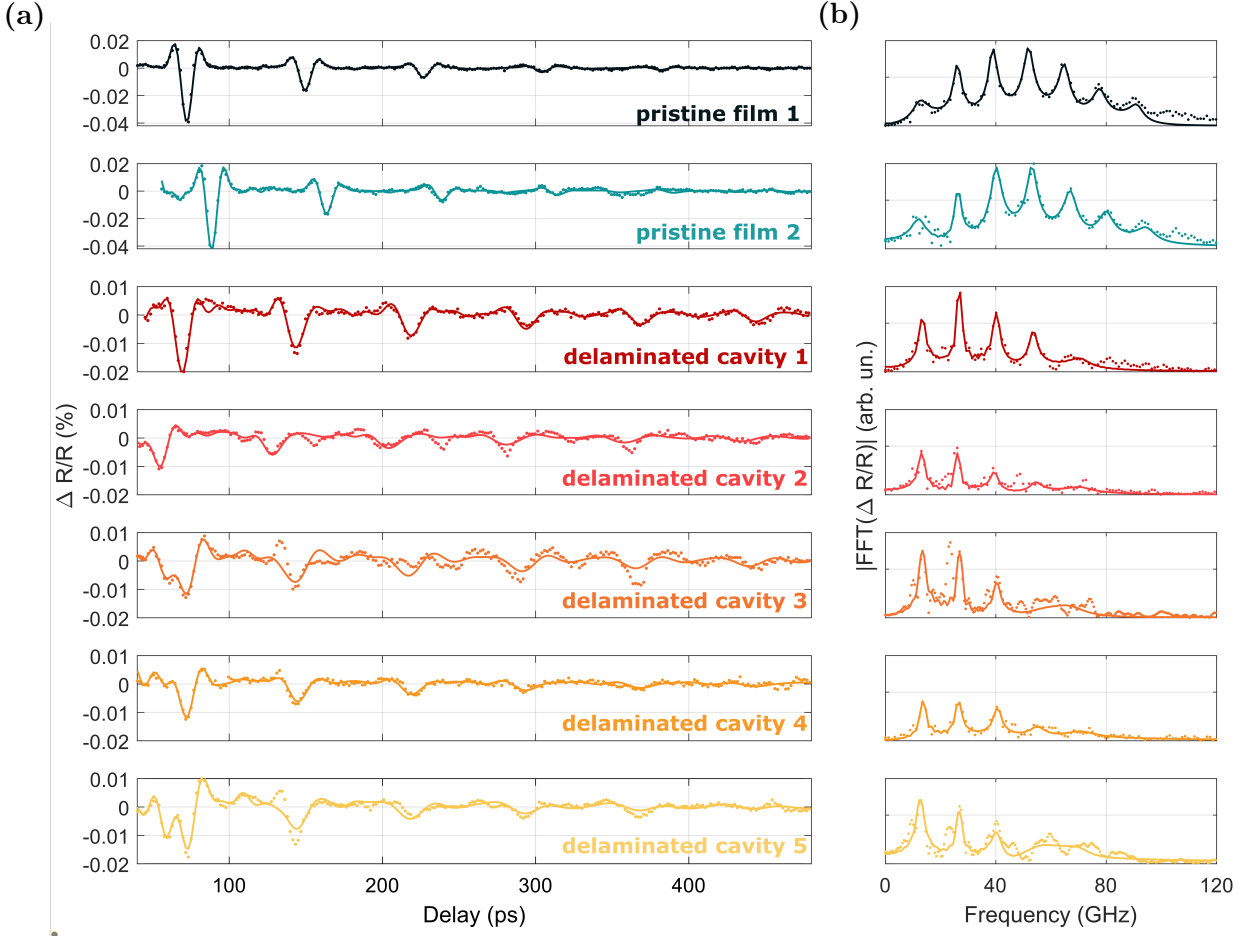 (a)
(b)
0.02
0
-0.02
-0.04
pristine film 1
0.02
0
-0.02
-0.04
pristine film 2
0.01
0
-0.01
-0.02
delaminated cavity 1
0.01
0
-0.01
-0.02
delaminated cavity 2
0.01
0
-0.01
-0.02
delaminated cavity 3
0.01
0
-0.01
-0.02
delaminated cavity 4
0.01
0
-0.01
-0.02
delaminated cavity 5
Δ R/R (%)
100 200 300 400
Delay (ps)
|FFT(Δ R/R)| (arb. un.)
0 40 80 120
Frequency (GHz)